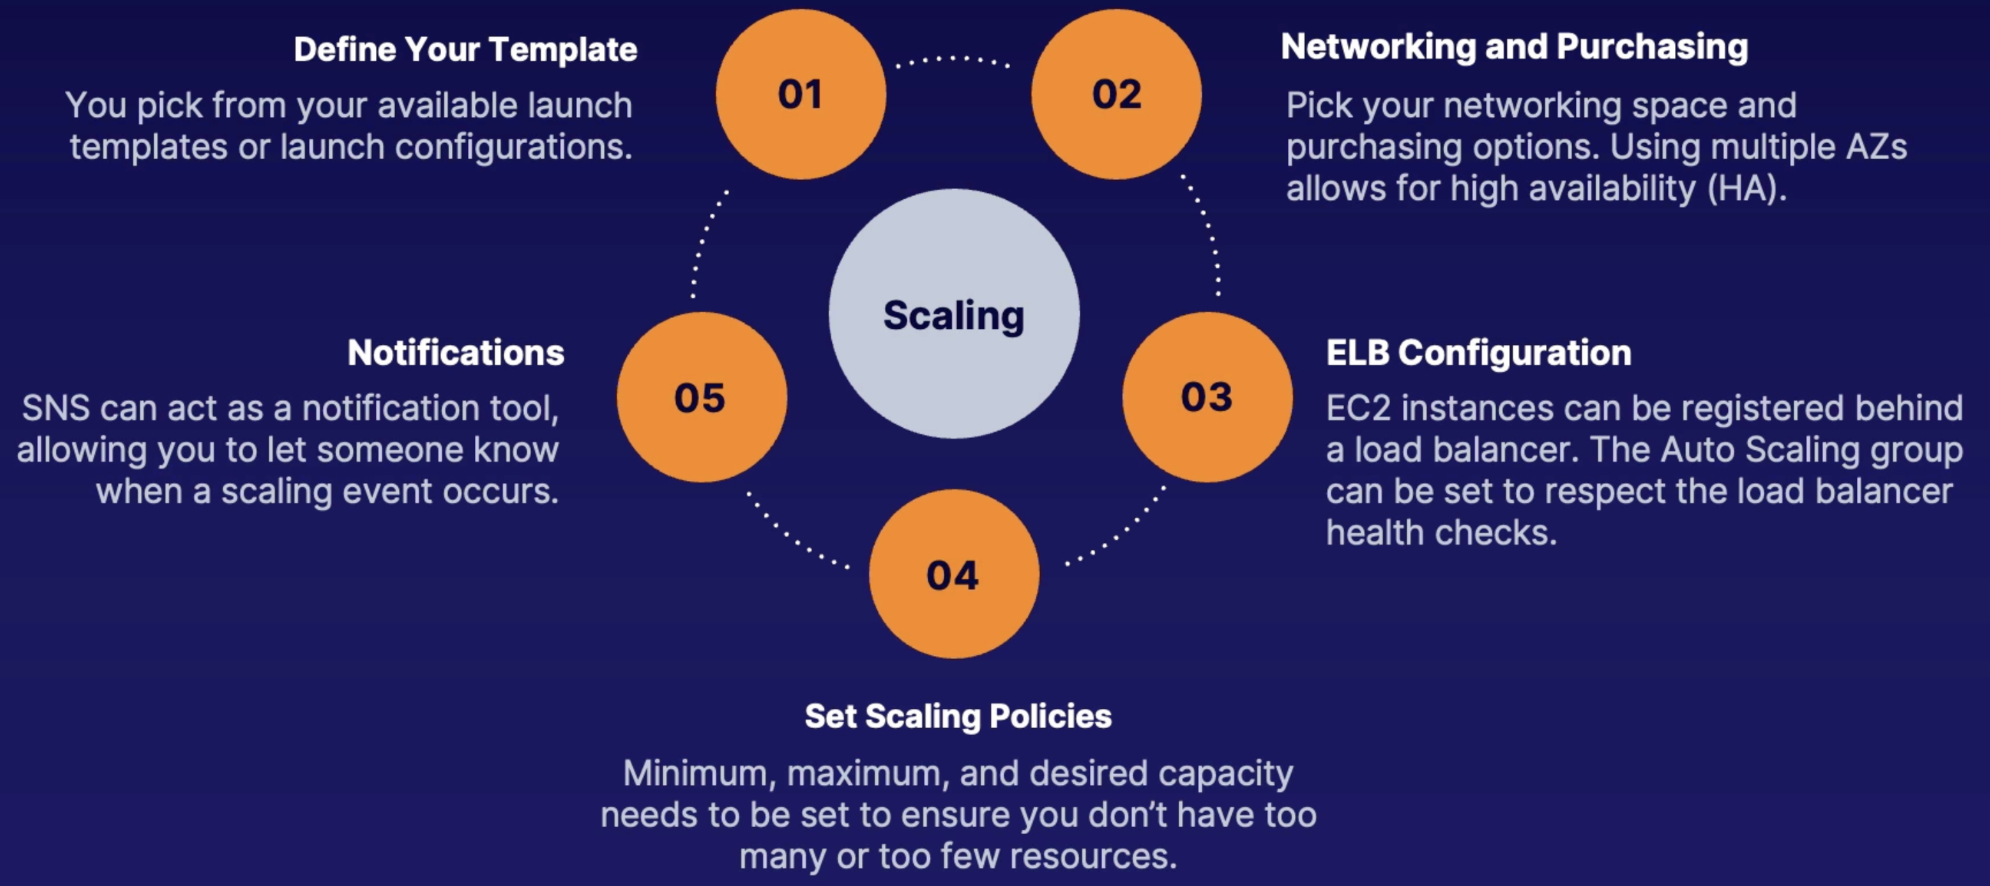 01
Define Your Template
You pick from your available launch
templates or launch configurations.
02
Networking and Purchasing
Pick your networking space and
purchasing options. Using multiple AZs
allows for high availability (HA).
Scaling
03
ELB Configuration
EC2 instances can be registered behind
a load balancer. The Auto Scaling group
can be set to respect the load balancer
health checks.
04
Set Scaling Policies
Minimum, maximum, and desired capacity
needs to be set to ensure you don’t have too
many or too few resources.
05
Notifications
SNS can act as a notification tool,
allowing you to let someone know
when a scaling event occurs.